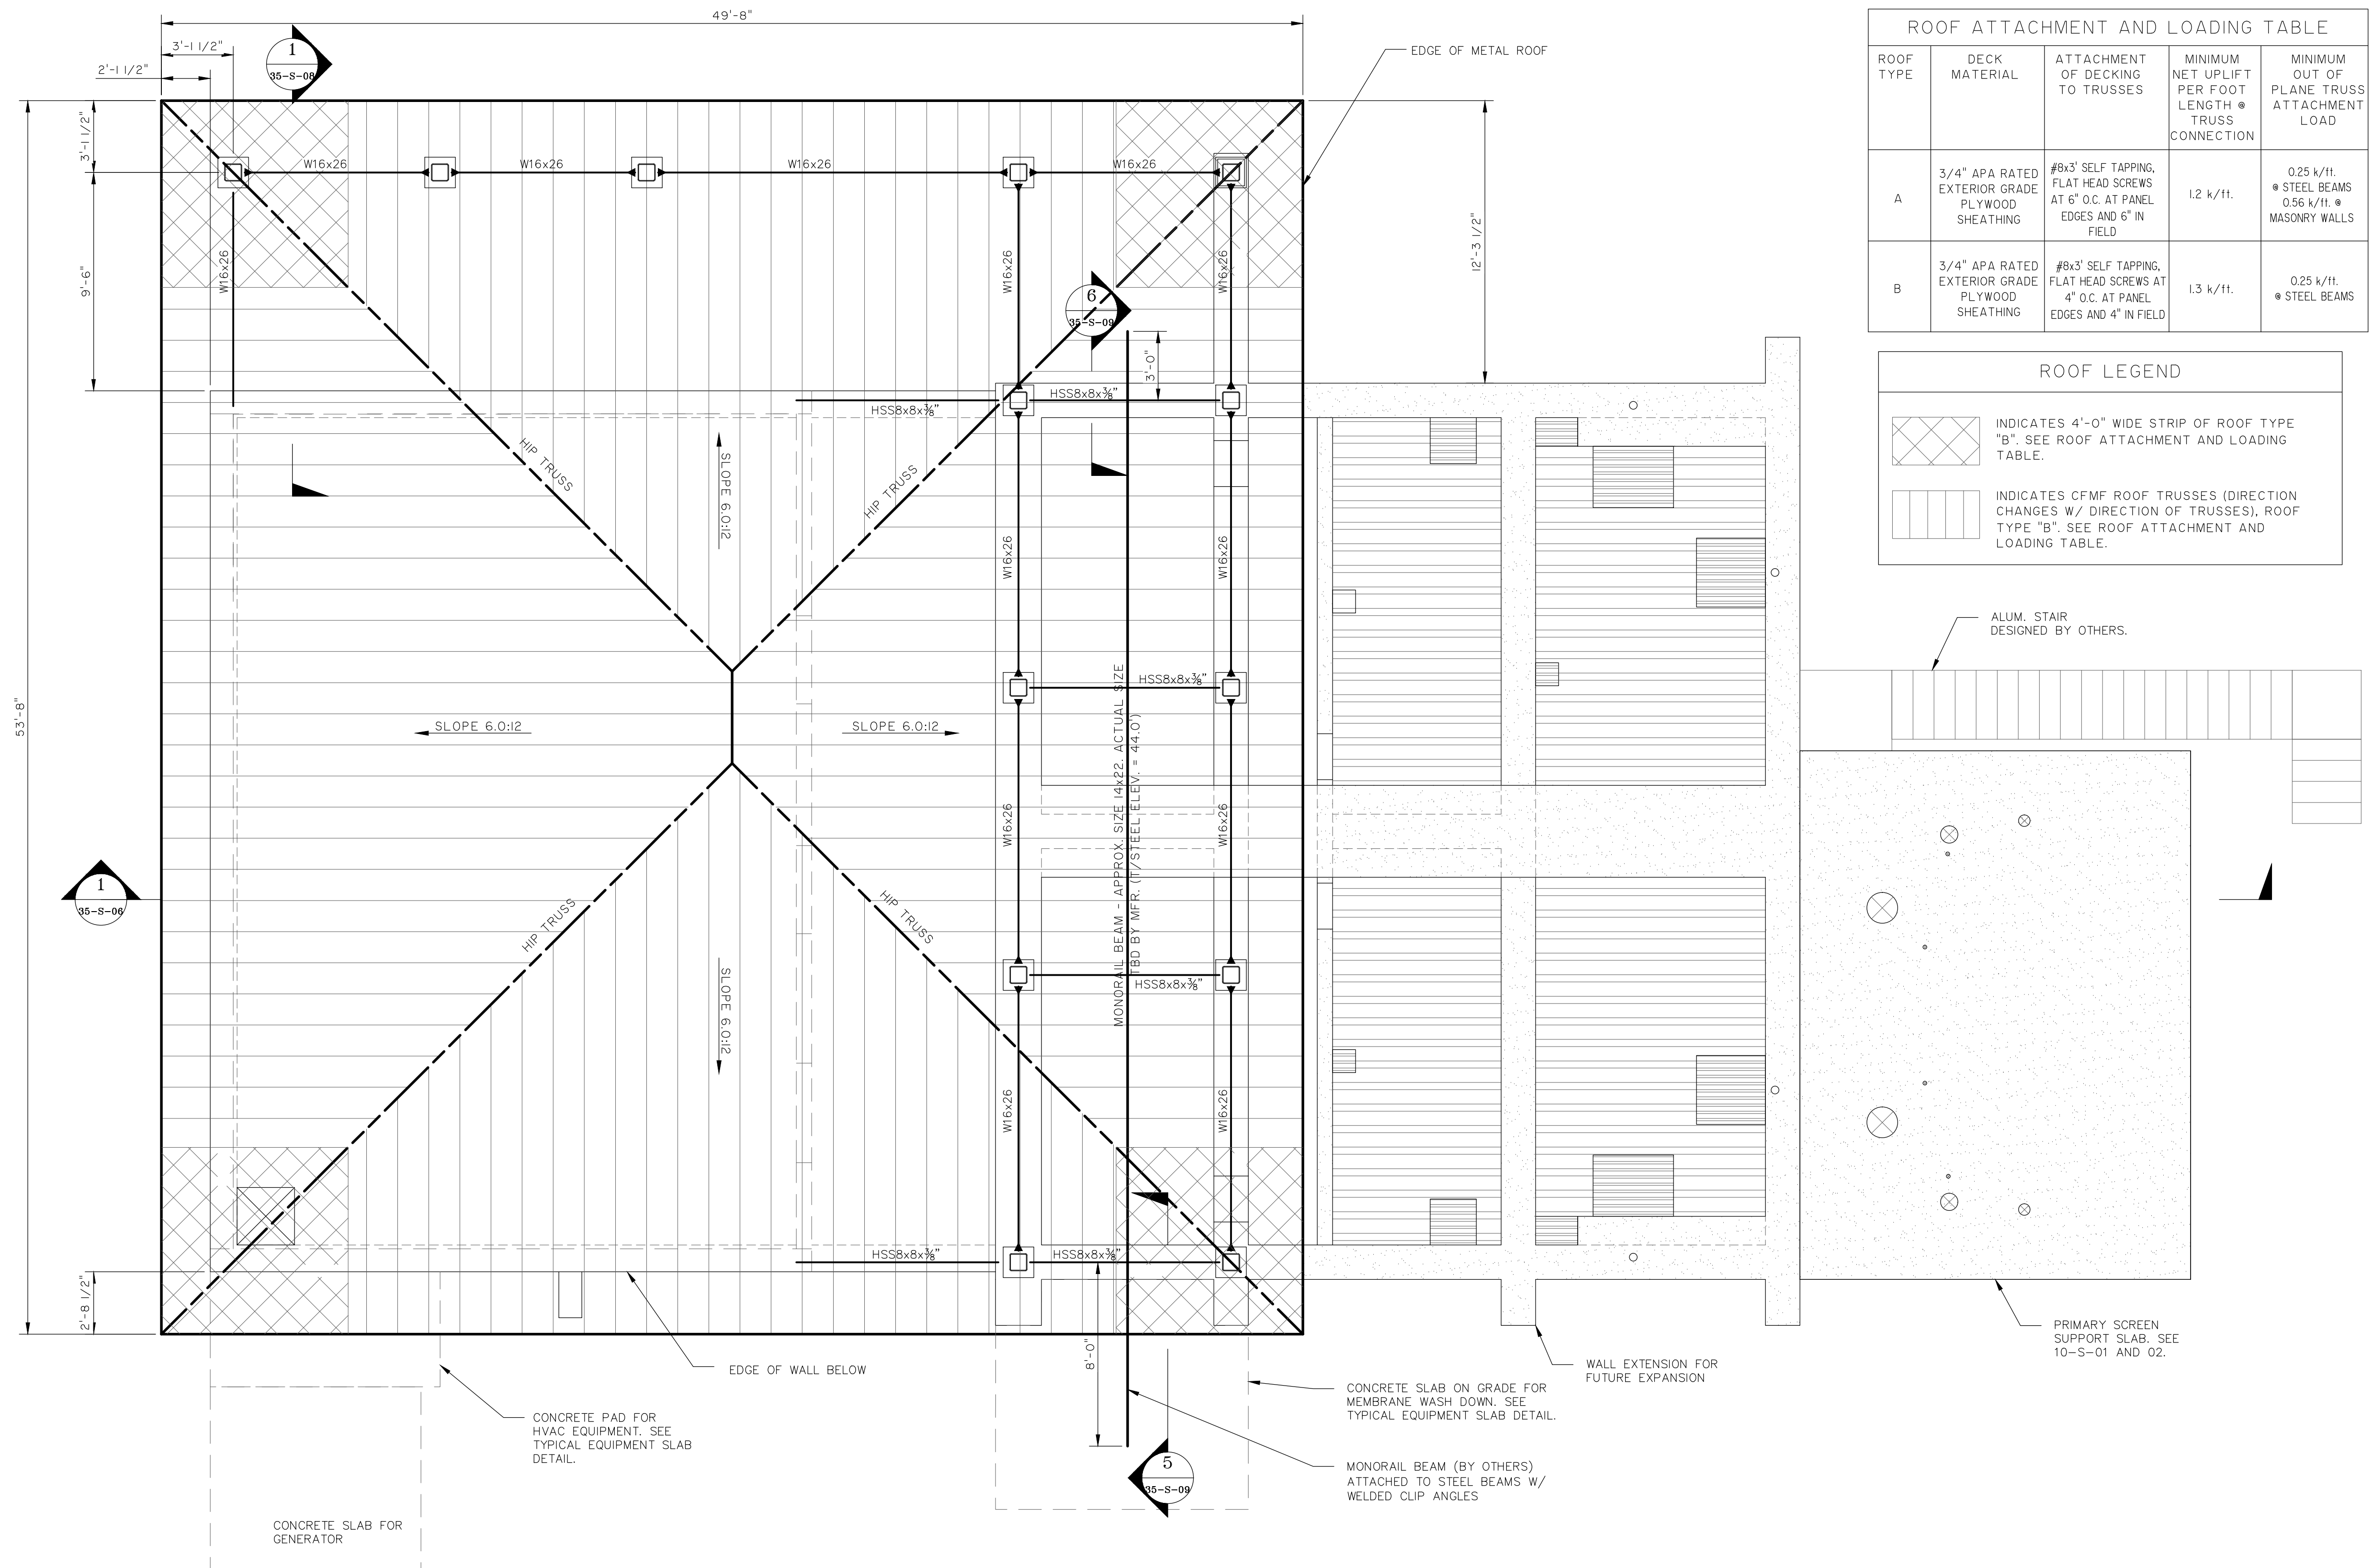 49'-8"
3'-1 1/2"
2'-1 1/2"
1
35-S-08
EDGE OF METAL ROOF
53'-8"
3'-1 1/2"
9'-6"
2'-8 1/2"
12'-3 1/2"
W16x26
W16x26
W16x26
W16x26
W16x26
W16x26
W16x26
6
35-S-09
3'-0"
HSS8x8x⅜"
HSS8x8x⅜"
HIP TRUSS
HIP TRUSS
SLOPE 6.0:12
W16x26
W16x26
HSS8x8x⅜"
SLOPE 6.0:12
SLOPE 6.0:12
MONORAIL BEAM - APPROX. SIZE 14x22. ACTUAL SIZE
TBD BY MFR. (T/STEEL ELEV. = 44.0')
W16x26
W16x26
1
35-S-06
HIP TRUSS
HIP TRUSS
SLOPE 6.0:12
HSS8x8x⅜"
W16x26
W16x26
HSS8x8x⅜"
HSS8x8x⅜"
8'-0"
EDGE OF WALL BELOW
CONCRETE PAD FOR
HVAC EQUIPMENT. SEE
TYPICAL EQUIPMENT SLAB
DETAIL.
CONCRETE SLAB FOR
GENERATOR
5
35-S-09
CONCRETE SLAB ON GRADE FOR
MEMBRANE WASH DOWN. SEE
TYPICAL EQUIPMENT SLAB DETAIL.
MONORAIL BEAM (BY OTHERS)
ATTACHED TO STEEL BEAMS W/
WELDED CLIP ANGLES
WALL EXTENSION FOR
FUTURE EXPANSION
PRIMARY SCREEN
SUPPORT SLAB. SEE
10-S-01 AND 02.
ALUM. STAIR
DESIGNED BY OTHERS.
ROOF ATTACHMENT AND LOADING TABLE
ROOF
TYPE
DECK
MATERIAL
ATTACHMENT
OF DECKING
TO TRUSSES
MINIMUM
NET UPLIFT
PER FOOT
LENGTH @
TRUSS
CONNECTION
MINIMUM
OUT OF
PLANE TRUSS
ATTACHMENT
LOAD
A
3/4" APA RATED
EXTERIOR GRADE
PLYWOOD
SHEATHING
#8x3' SELF TAPPING,
FLAT HEAD SCREWS
AT 6" O.C. AT PANEL
EDGES AND 6" IN
FIELD
1.2 k/ft.
0.25 k/ft.
@ STEEL BEAMS
0.56 k/ft. @
MASONRY WALLS
B
3/4" APA RATED
EXTERIOR GRADE
PLYWOOD
SHEATHING
#8x3' SELF TAPPING,
FLAT HEAD SCREWS AT
4" O.C. AT PANEL
EDGES AND 4" IN FIELD
1.3 k/ft.
0.25 k/ft.
@ STEEL BEAMS
ROOF LEGEND
INDICATES 4'-0" WIDE STRIP OF ROOF TYPE
"B". SEE ROOF ATTACHMENT AND LOADING
TABLE.
INDICATES CFMF ROOF TRUSSES (DIRECTION
CHANGES W/ DIRECTION OF TRUSSES), ROOF
TYPE "B". SEE ROOF ATTACHMENT AND
LOADING TABLE.